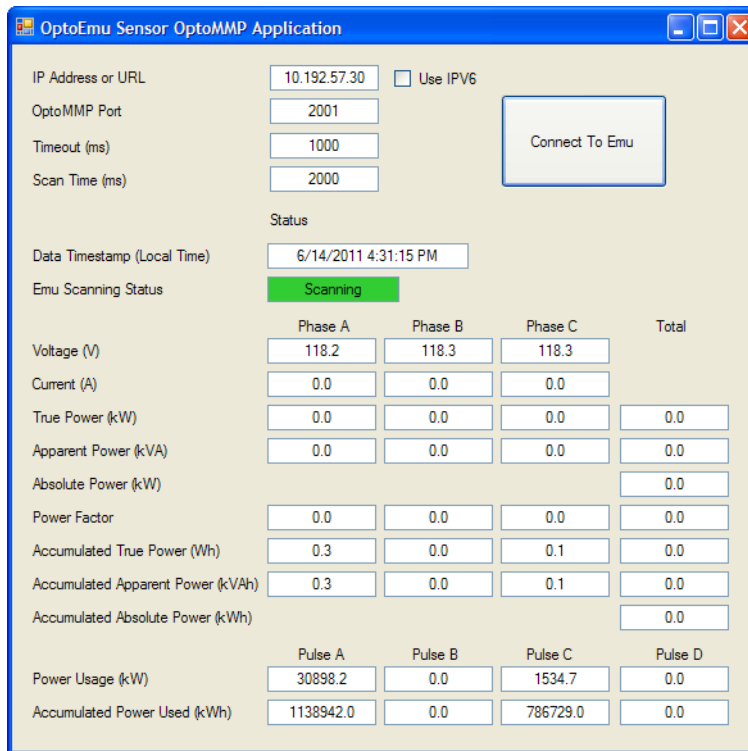 OptoEmu Sensor OptoMMP Application
IP Address or URL 10.192.57.30 Use IPV6
OptoMMP Port 2001
Connect To Emu
Timeout (ms) 1000
Scan Time (ms) 2000
Status
Data Timestamp (Local Time) 6/14/2011 4:31:15 PM
Emu Scanning Status Scanning
Phase A Phase B Phase C Total
Voltage (V) 118.2 118.3 118.3
Current (A) 0.0 0.0 0.0
True Power (kW) 0.0 0.0 0.0 0.0
Apparent Power (kVA) 0.0 0.0 0.0 0.0
Absolute Power (kW) 0.0
Power Factor 0.0 0.0 0.0 0.0
Accumulated True Power (Wh) 0.3 0.0 0.1 0.0
Accumulated Apparent Power (kVAh) 0.3 0.0 0.1 0.0
Accumulated Absolute Power (kWh) 0.0
Pulse A Pulse B Pulse C Pulse D
Power Usage (kW) 30898.2 0.0 1534.7 0.0
Accumulated Power Used (kWh) 1138942.0 0.0 786729.0 0.0